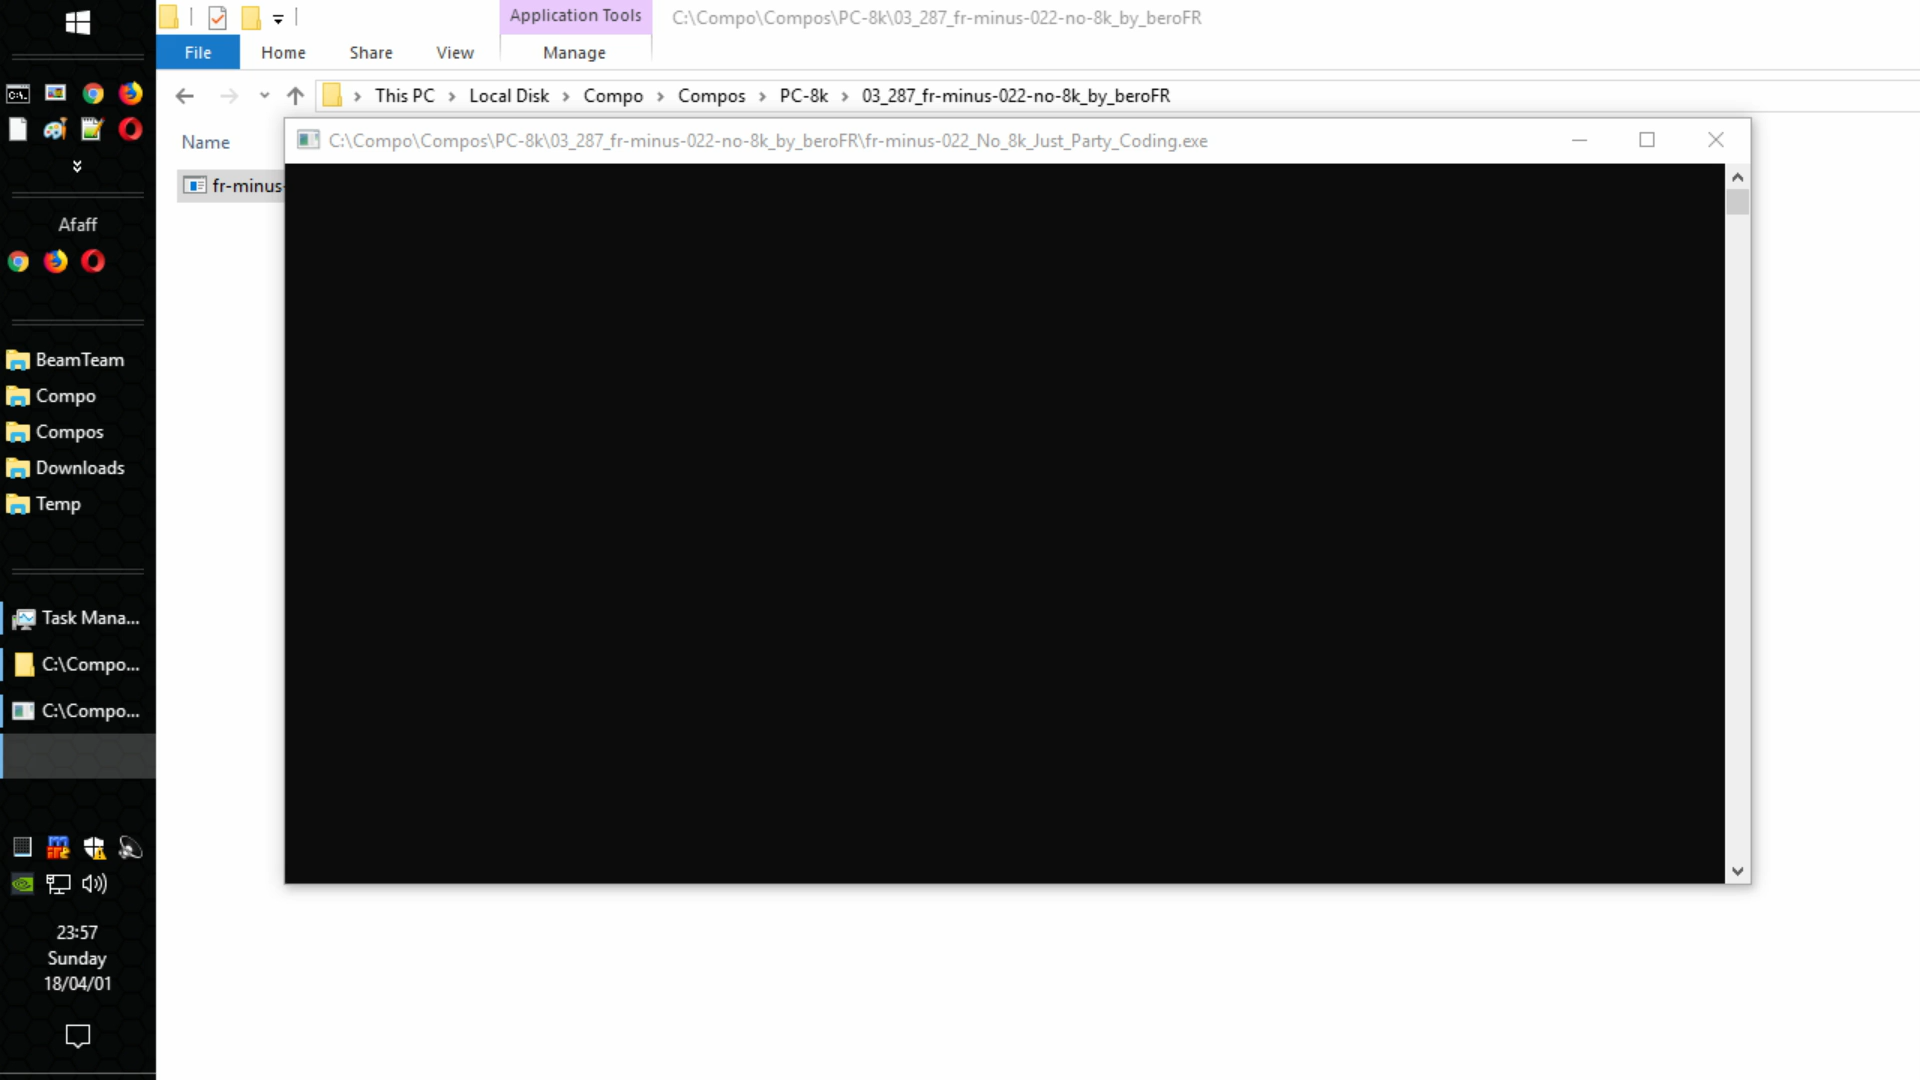 Application Tools
C:\Compo\Compos\PC-8k\03_287_fr-minus-022-no-8k_by_beroFR
File
Home
Share
View
Manage
This PC
Local Disk
Compo
Compos
PC-8k
03_287_fr-minus-022-no-8k_by_beroFR
C:\Compo\Compos\PC-8k\03_287_fr-minus-022-no-8k_by_beroFR\fr-minus-022_No_8k_Just_Party_Coding.exe
Name
fr-minus-
Afaff
BeamTeam
Compo
Compos
Downloads
Temp
Task Mana...
C:\Compo...
C:\Compo...
23:57
Sunday
18/04/01